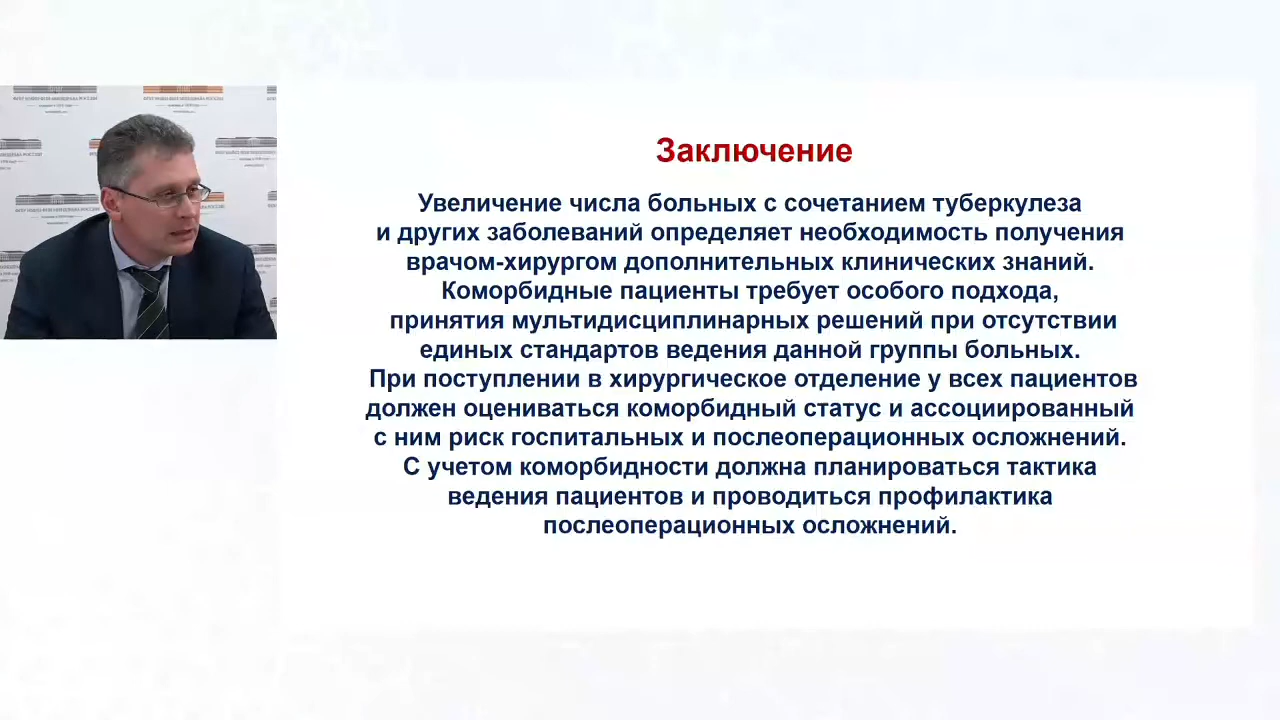 Заключение
Увеличение числа больных с сочетанием туберкулеза
и других заболеваний определяет необходимость получения
врачом-хирургом дополнительных клинических знаний.
Коморбидные пациенты требует особого подхода,
принятия мультидисциплинарных решений при отсутствии
единых стандартов ведения данной группы больных.
При поступлении в хирургическое отделение у всех пациентов
должен оцениваться коморбидный статус и ассоциированный
с ним риск госпитальных и послеоперационных осложнений.
С учетом коморбидности должна планироваться тактика
ведения пациентов и проводиться профилактика
послеоперационных осложнений.